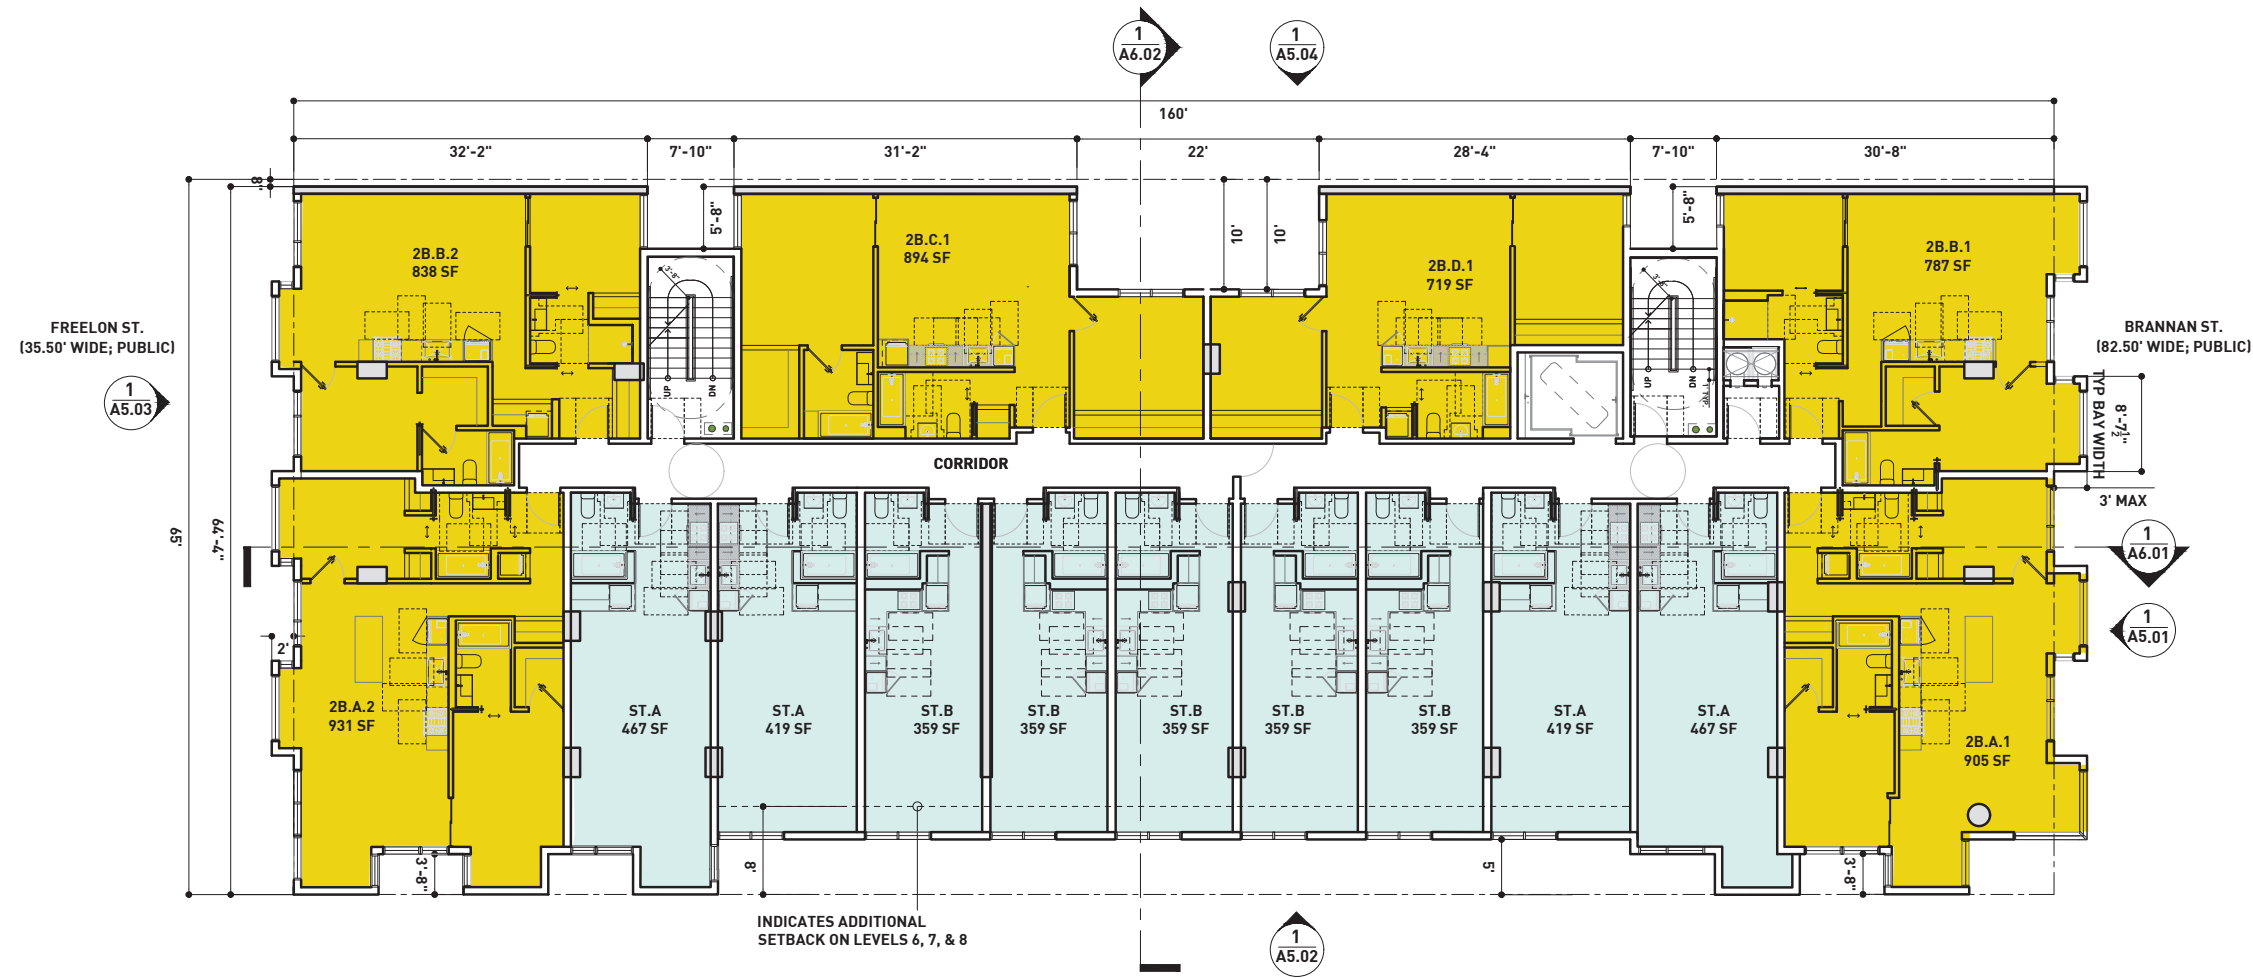 1
A6.02
1
A5.04
160'
32'-2"
7'-10"
31'-2"
22'
28'-4"
7'-10"
30'-8"
8"
5'-8"
10'
10'
5'-8"
2B.B.2
838 SF
2B.C.1
894 SF
2B.D.1
719 SF
2B.B.1
787 SF
3'-8"
UP
DN
UP
DN
FREELON ST.
(35.50' WIDE; PUBLIC)
BRANNAN ST.
(82.50' WIDE; PUBLIC)
1
A5.03
TYP BAY WIDTH
8'-7 1/2"
CORRIDOR
3' MAX
65'
64'-4"
1
A6.01
1
A5.01
2'
2B.A.2
931 SF
ST.A
467 SF
ST.A
419 SF
ST.B
359 SF
ST.B
359 SF
ST.B
359 SF
ST.B
359 SF
ST.B
359 SF
ST.A
419 SF
ST.A
467 SF
2B.A.1
905 SF
3'-8"
8'
5'
3'-8"
INDICATES ADDITIONAL
SETBACK ON LEVELS 6, 7, & 8
1
A5.02